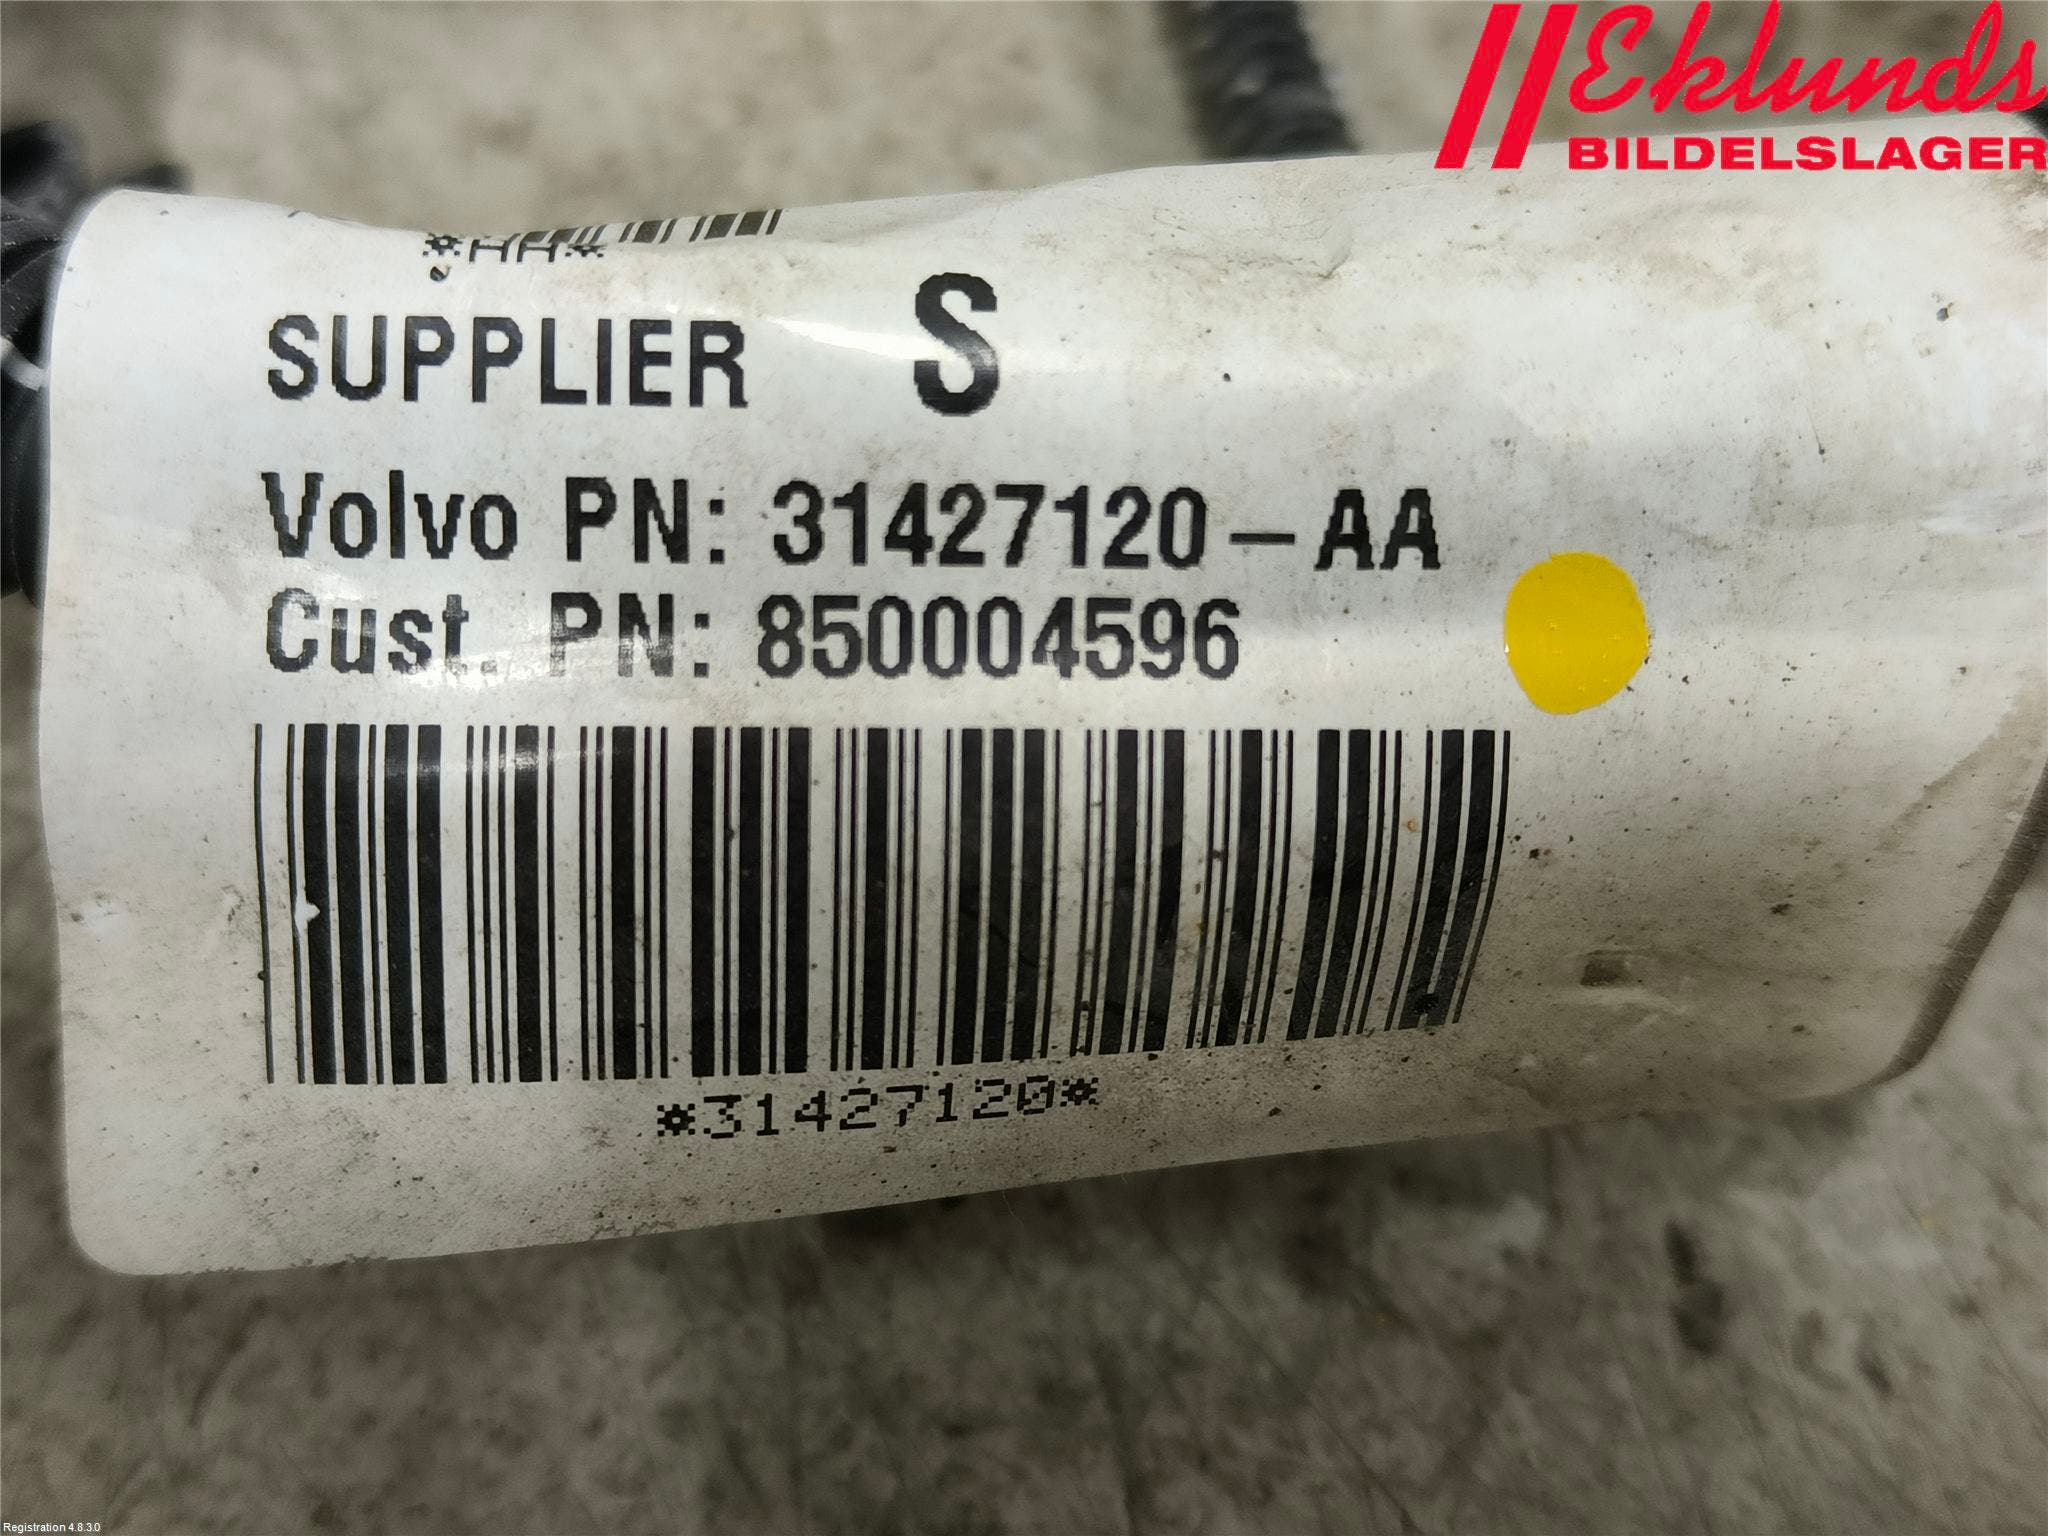 Eklunds
BILDELSLAGER
SUPPLIER S
Volvo PN: 31427120-AA
Cust. PN: 850004596
*31427120*
Registration 4.8.3.0